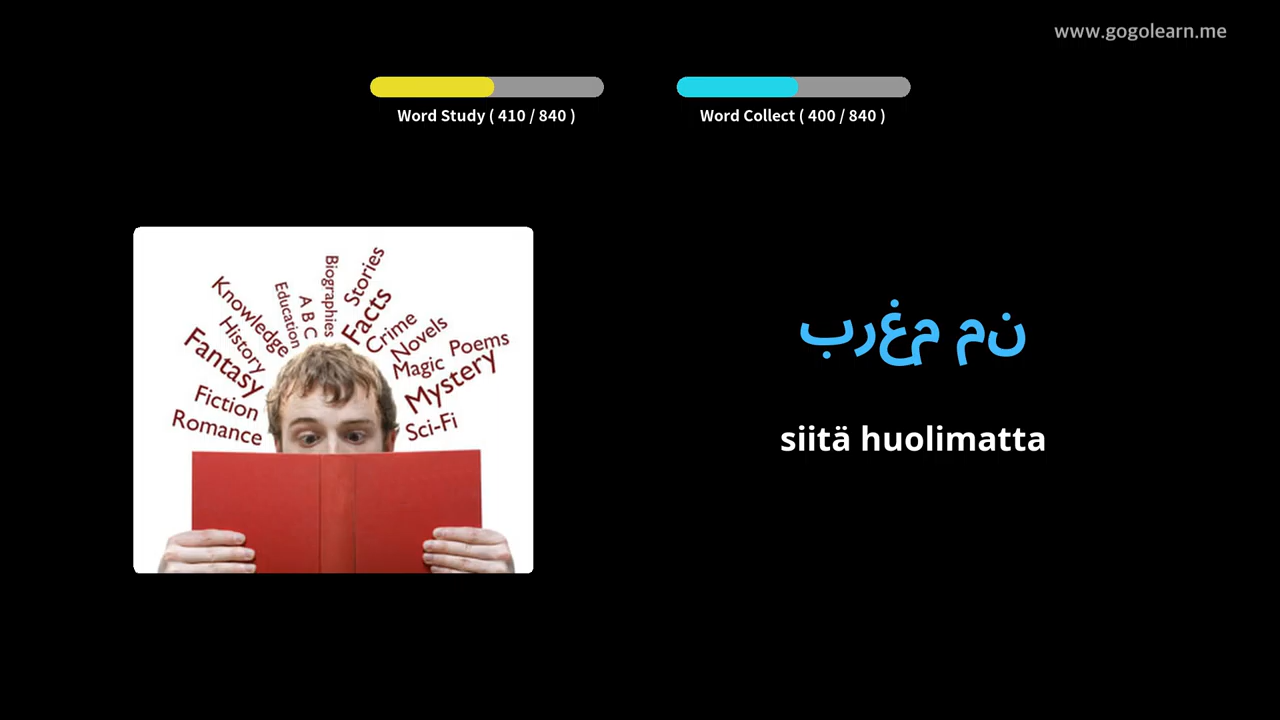 www.gogolearn.me
Word Study ( 410 / 840 )
Word Collect ( 400 / 840 )
Stories
Biographies
Facts
A B C
Education
Knowledge
Crime
Novels
History
Poems
Magic
Fantasy
Mystery
Fiction
Romance
Sci-Fi
برغم من
siitä huolimatta